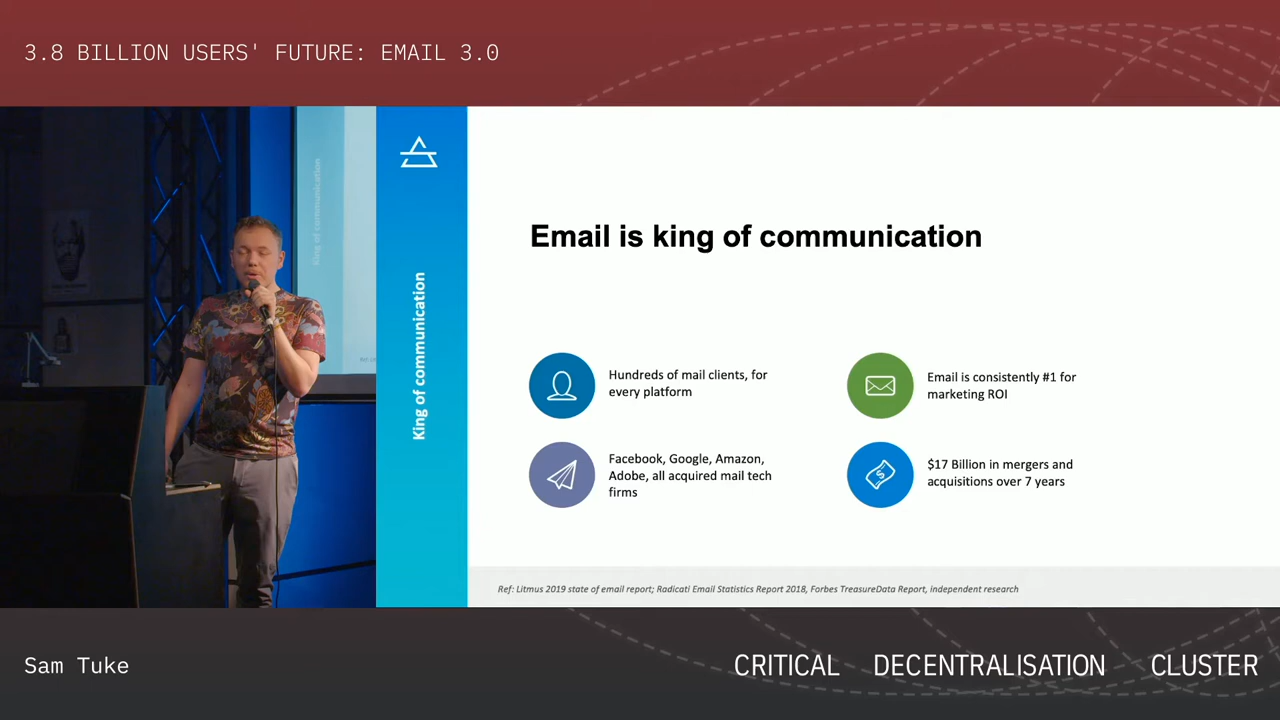 3.8 BILLION USERS' FUTURE: EMAIL 3.0
King of communication
King of communication
Email is king of communication
Hundreds of mail clients, for
every platform
Email is consistently #1 for
marketing ROI
Facebook, Google, Amazon,
Adobe, all acquired mail tech
firms
$17 Billion in mergers and
acquisitions over 7 years
Ref: Litmus 2019 state of email report; Radicati Email Statistics Report 2018, Forbes TreasureData Report, independent research
Sam Tuke
CRITICAL DECENTRALISATION CLUSTER